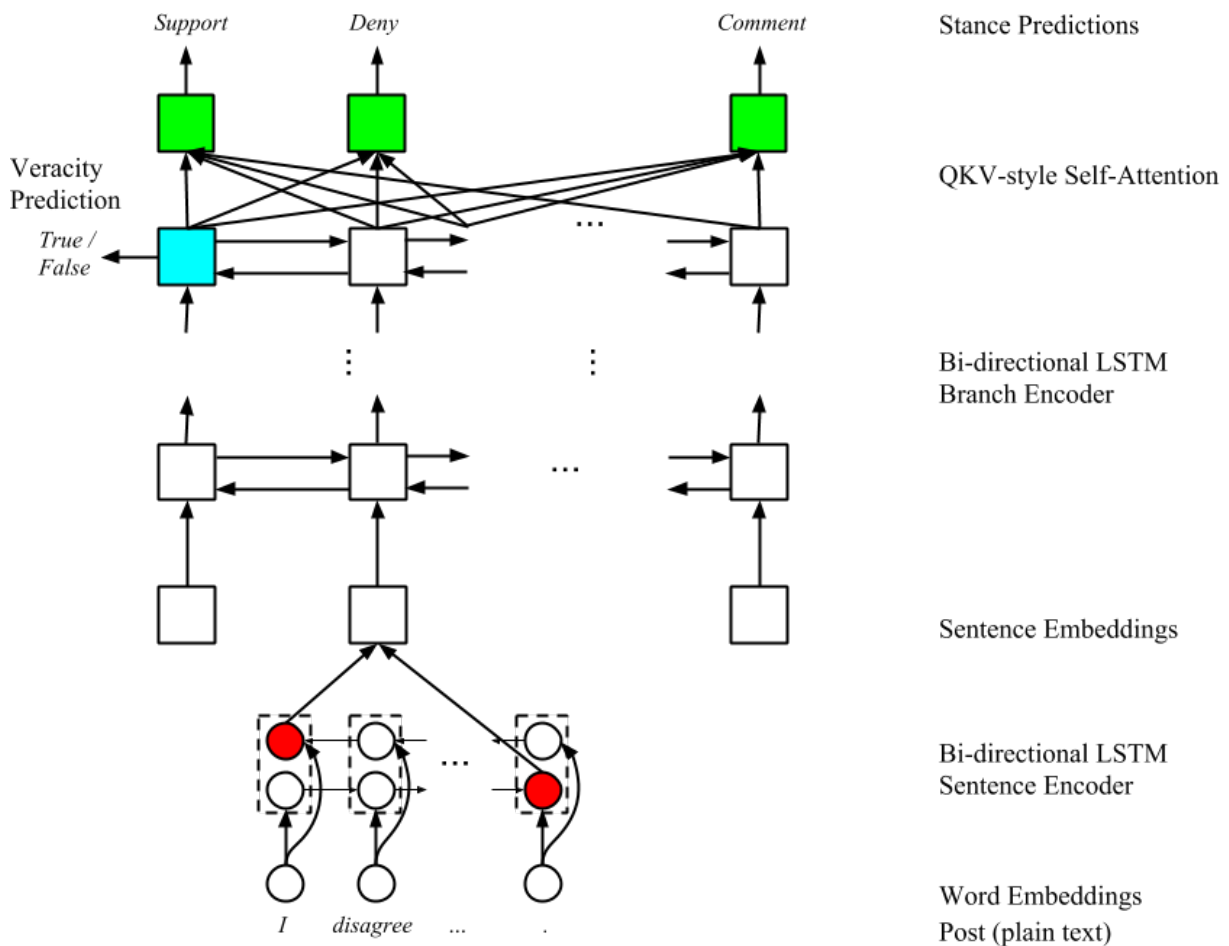 Support Deny Comment Stance Predictions
Veracity
Prediction
QKV-style Self-Attention
True /
False
...
...
...
Bi-directional LSTM
Branch Encoder
...
Sentence Embeddings
...
Bi-directional LSTM
Sentence Encoder
Word Embeddings
I disagree ... . Post (plain text)